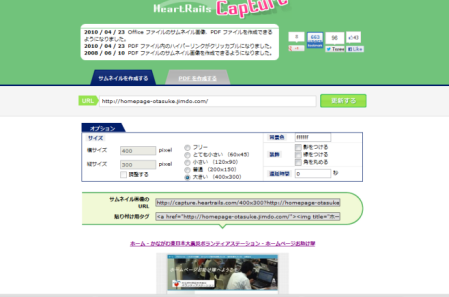 HeartRails Capture
2010 / 04 / 23 Office ファイルのサムネイル画像、PDF ファイルを作成できる
ようになりました。
2010 / 04 / 23 PDF ファイル内のハイパーリンクがクリッカブルになりました。
2008 / 06 / 10 PDF ファイルのサムネイル画像を作成できるようになりました。
サムネイルを作成する PDF を作成する
URL http://homepage-otasuke.jimdo.com/
オプション
サイズ
横サイズ 400 pixel
縦サイズ 300 pixel
調整する
フリー
とても小さい (60x45)
小さい (120x90)
普通 (200x150)
大きい (400x300)
背景色 ffffff
装飾
影をつける
縁をつける
角を丸める
遅延時間 0 秒
サムネイル画像の URL http://capture.heartrails.com/400x300?http://homepage-otasuke
貼り付け用タグ <a href="http://homepage-otasuke.jimdo.com/"><img title="ホー
ホーム - かながわ東日本大震災ボランティアステーション・ホームページお助け隊